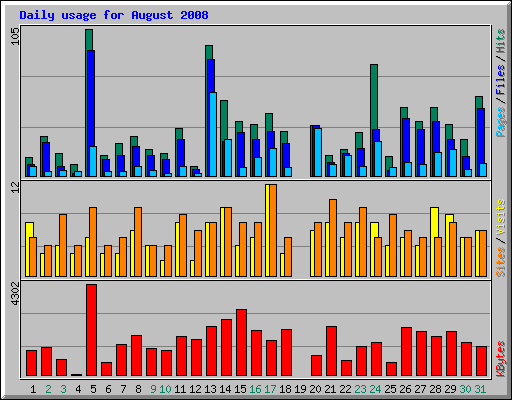 Daily usage for August 2008
105
Pages / Files / Hits
12
Sites / Visits
4302
KBytes
1 2 3 4 5 6 7 8 9 10 11 12 13 14 15 16 17 18 19 20 21 22 23 24 25 26 27 28 29 30 31